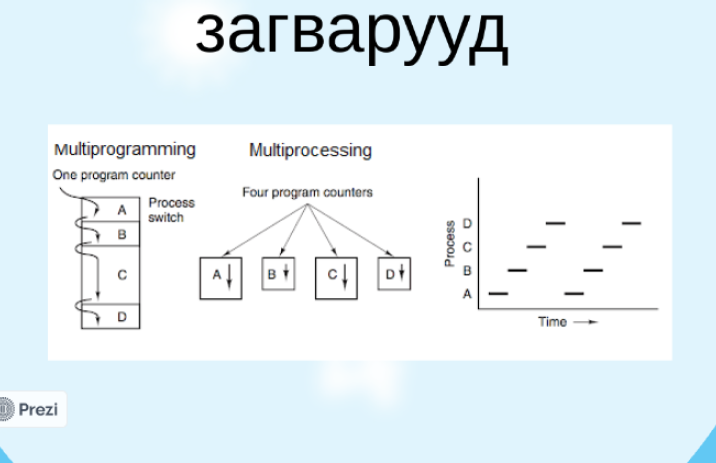 загварууд
Multiprogramming
One program counter
Process
switch
A
B
C
D
Multiprocessing
Four program counters
A
B
C
D
Process
D
C
B
A
Time
Prezi